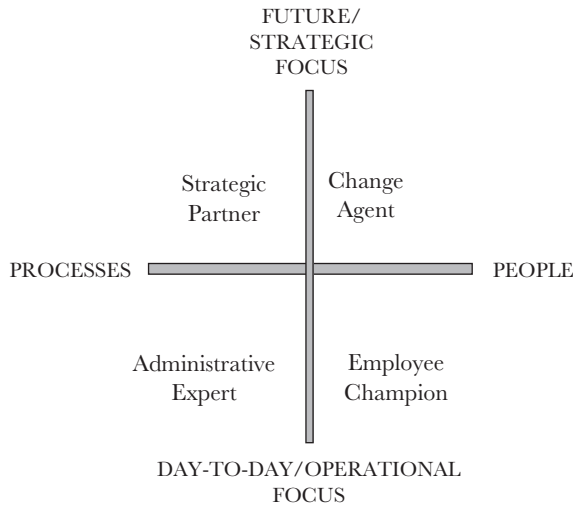 FUTURE/
STRATEGIC
FOCUS
Strategic
Partner
Change
Agent
PROCESSES
PEOPLE
Administrative
Expert
Employee
Champion
DAY-TO-DAY/OPERATIONAL
FOCUS